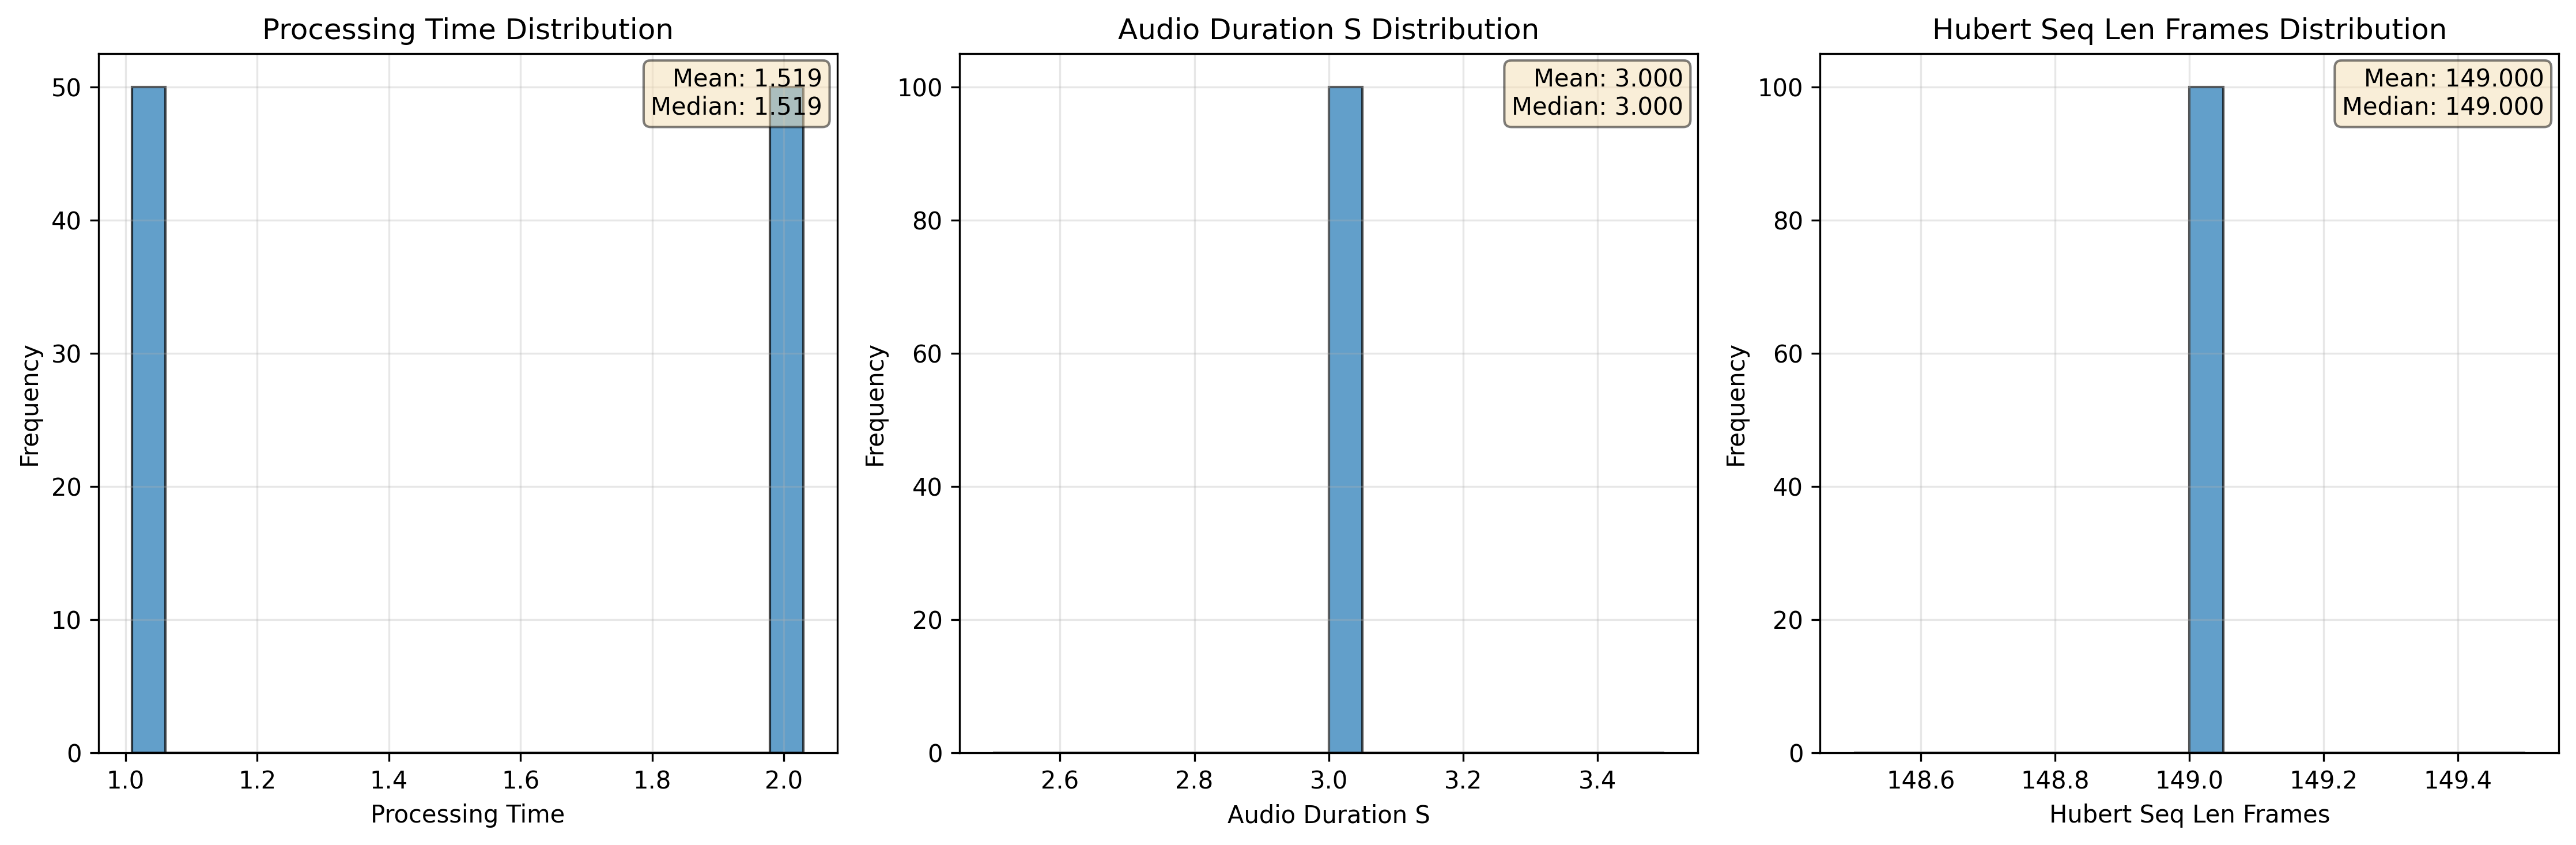 Processing Time Distribution
Mean: 1.519
Median: 1.519
50
40
30
20
10
0
Frequency
1.0 1.2 1.4 1.6 1.8 2.0
Processing Time
Audio Duration S Distribution
Mean: 3.000
Median: 3.000
100
80
60
40
20
0
Frequency
2.6 2.8 3.0 3.2 3.4
Audio Duration S
Hubert Seq Len Frames Distribution
Mean: 149.000
Median: 149.000
100
80
60
40
20
0
Frequency
148.6 148.8 149.0 149.2 149.4
Hubert Seq Len Frames